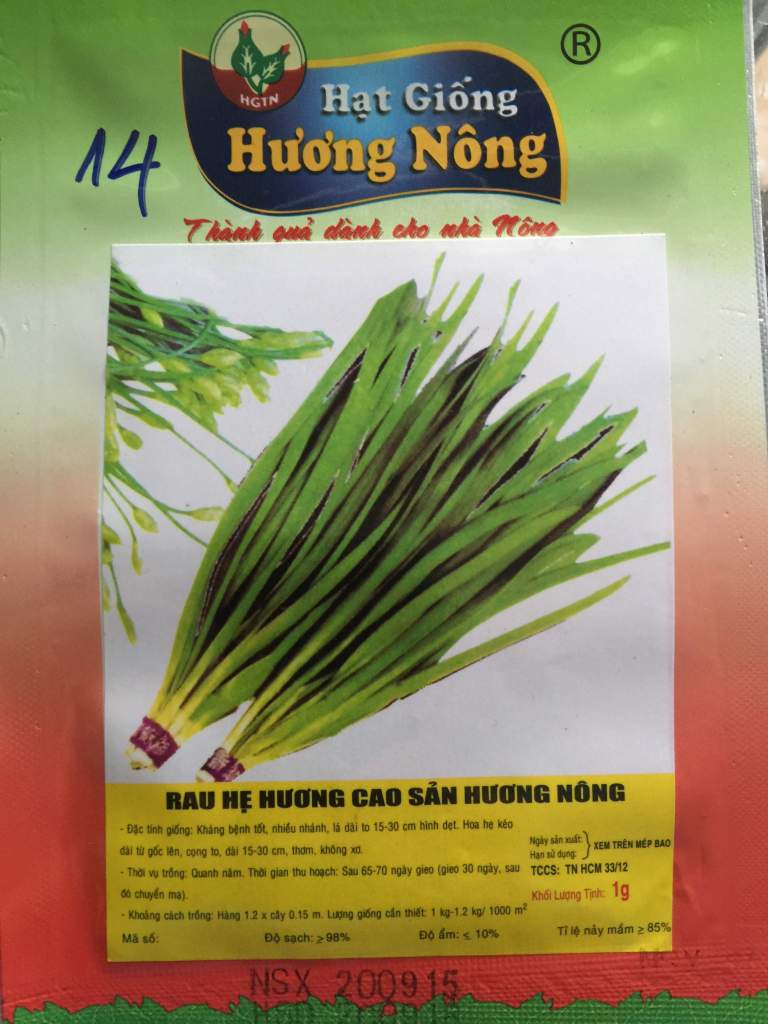 HGTN
®
Hạt Giống
Hương Nông
14
Thành quả dành cho nhà Nông
RAU HẸ HƯƠNG CAO SẢN HƯƠNG NÔNG
- Đặc tính giống: Kháng bệnh tốt, nhiều nhánh, lá dài to 15-30 cm hình dẹt. Hoa hẹ kéo
dài từ gốc lên, cọng to, dài 15-30 cm, thơm, không xơ.
- Thời vụ trồng: Quanh năm. Thời gian thu hoạch: Sau 65-70 ngày gieo (gieo 30 ngày, sau
đó chuyển mạ).
- Khoảng cách trồng: Hàng 1.2 x cây 0.15 m. Lượng giống cần thiết: 1 kg-1.2 kg/ 1000 m²
Ngày sản xuất:
Hạn sử dụng:
XEM TRÊN MÉP BAO
TCCS: TN HCM 33/12
Khối Lượng Tịnh: 1g
Mã số: Độ sạch: ≥98% Độ ẩm: ≤ 10% Tỉ lệ nảy mầm ≥ 85%
NSX 200915